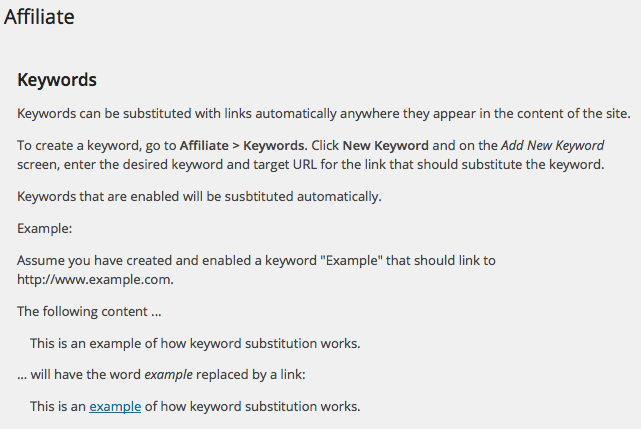 Affiliate
Keywords
Keywords can be substituted with links automatically anywhere they appear in the content of the site.
To create a keyword, go to Affiliate > Keywords. Click New Keyword and on the Add New Keyword
screen, enter the desired keyword and target URL for the link that should substitute the keyword.
Keywords that are enabled will be susbtituted automatically.
Example:
Assume you have created and enabled a keyword "Example" that should link to
http://www.example.com.
The following content ...
This is an example of how keyword substitution works.
... will have the word example replaced by a link:
This is an example of how keyword substitution works.